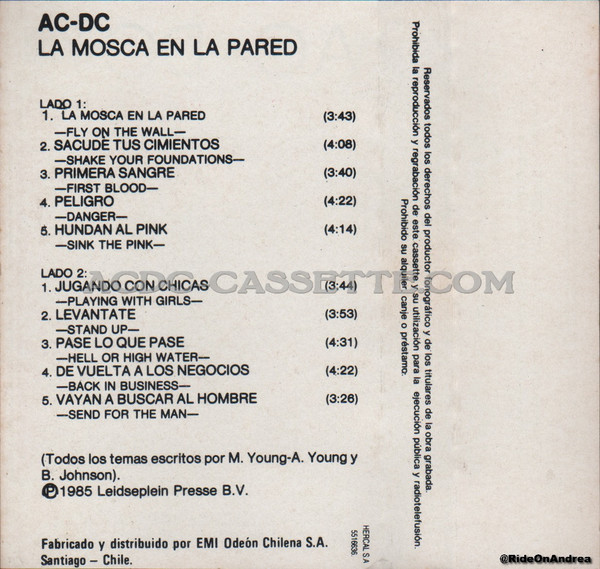 AC-DC
LA MOSCA EN LA PARED
LADO 1:
1. LA MOSCA EN LA PARED (3:43)
—FLY ON THE WALL—
2. SACUDE TUS CIMIENTOS (4:08)
—SHAKE YOUR FOUNDATIONS—
3. PRIMERA SANGRE (3:40)
—FIRST BLOOD—
4. PELIGRO (4:22)
—DANGER—
5. HUNDAN AL PINK (4:14)
—SINK THE PINK—
LADO 2:
1. JUGANDO CON CHICAS (3:44)
—PLAYING WITH GIRLS—
2. LEVANTATE (3:53)
—STAND UP—
3. PASE LO QUE PASE (4:31)
—HELL OR HIGH WATER—
4. DE VUELTA A LOS NEGOCIOS (4:22)
—BACK IN BUSINESS—
5. VAYAN A BUSCAR AL HOMBRE (3:26)
—SEND FOR THE MAN—
(Todos los temas escritos por M. Young-A. Young y
B. Johnson).
Ⓟ1985 Leidseplein Presse B.V.
Fabricado y distribuido por EMI Odeón Chilena S.A.
Santiago – Chile.
HERCAL S A
5516636
Reservados todos los derechos del productor fonográfico y de los titulares de la obra grabada.
Prohibida la reproducción y regrabación de este cassette y su utilización para la ejecución pública y radiotelefusión.
Prohibido su alquiler canje o préstamo.
ACDC-CASSETTE.COM
@RideOnAndrea